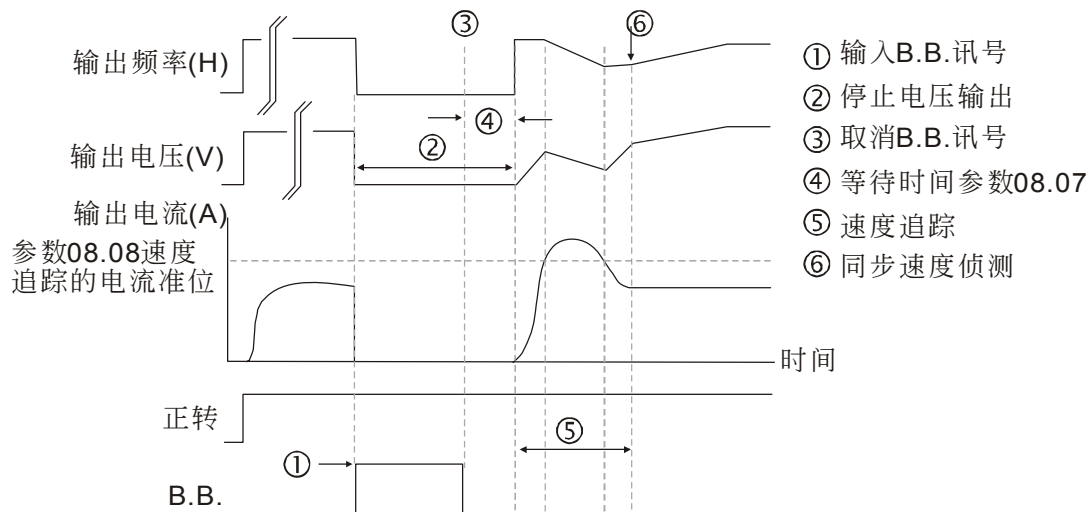 ③
⑥
输出频率(H)
④
②
输出电压(V)
输出电流(A)
参数08.08速度
追踪的电流准位
时间
正转
⑤
①
B.B.
① 输入B.B.讯号
② 停止电压输出
③ 取消B.B.讯号
④ 等待时间参数08.07
⑤ 速度追踪
⑥ 同步速度侦测